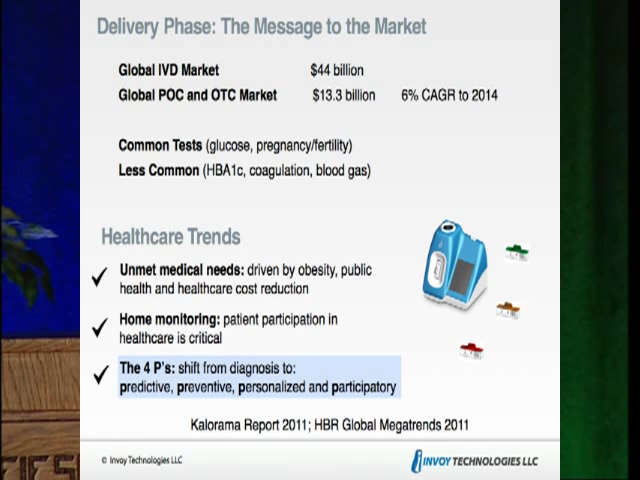 Delivery Phase: The Message to the Market
Global IVD Market $44 billion
Global POC and OTC Market $13.3 billion 6% CAGR to 2014
Common Tests (glucose, pregnancy/fertility)
Less Common (HBA1c, coagulation, blood gas)
Healthcare Trends
Unmet medical needs: driven by obesity, public
health and healthcare cost reduction
Home monitoring: patient participation in
healthcare is critical
The 4 P's: shift from diagnosis to:
predictive, preventive, personalized and participatory
Kalorama Report 2011; HBR Global Megatrends 2011
© Invoy Technologies LLC
INVOY TECHNOLOGIES LLC